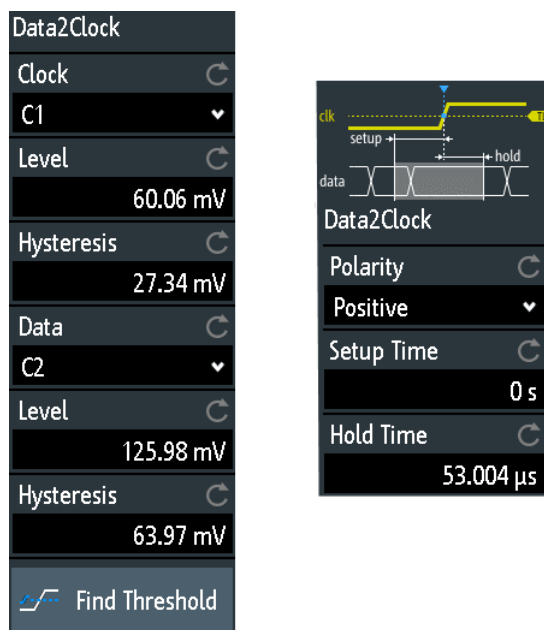 Data2Clock
Clock
C1
Level
60.06 mV
Hysteresis
27.34 mV
Data
C2
Level
125.98 mV
Hysteresis
63.97 mV
Find Threshold
clk
setup
hold
data
Data2Clock
Polarity
Positive
Setup Time
0 s
Hold Time
53.004 µs